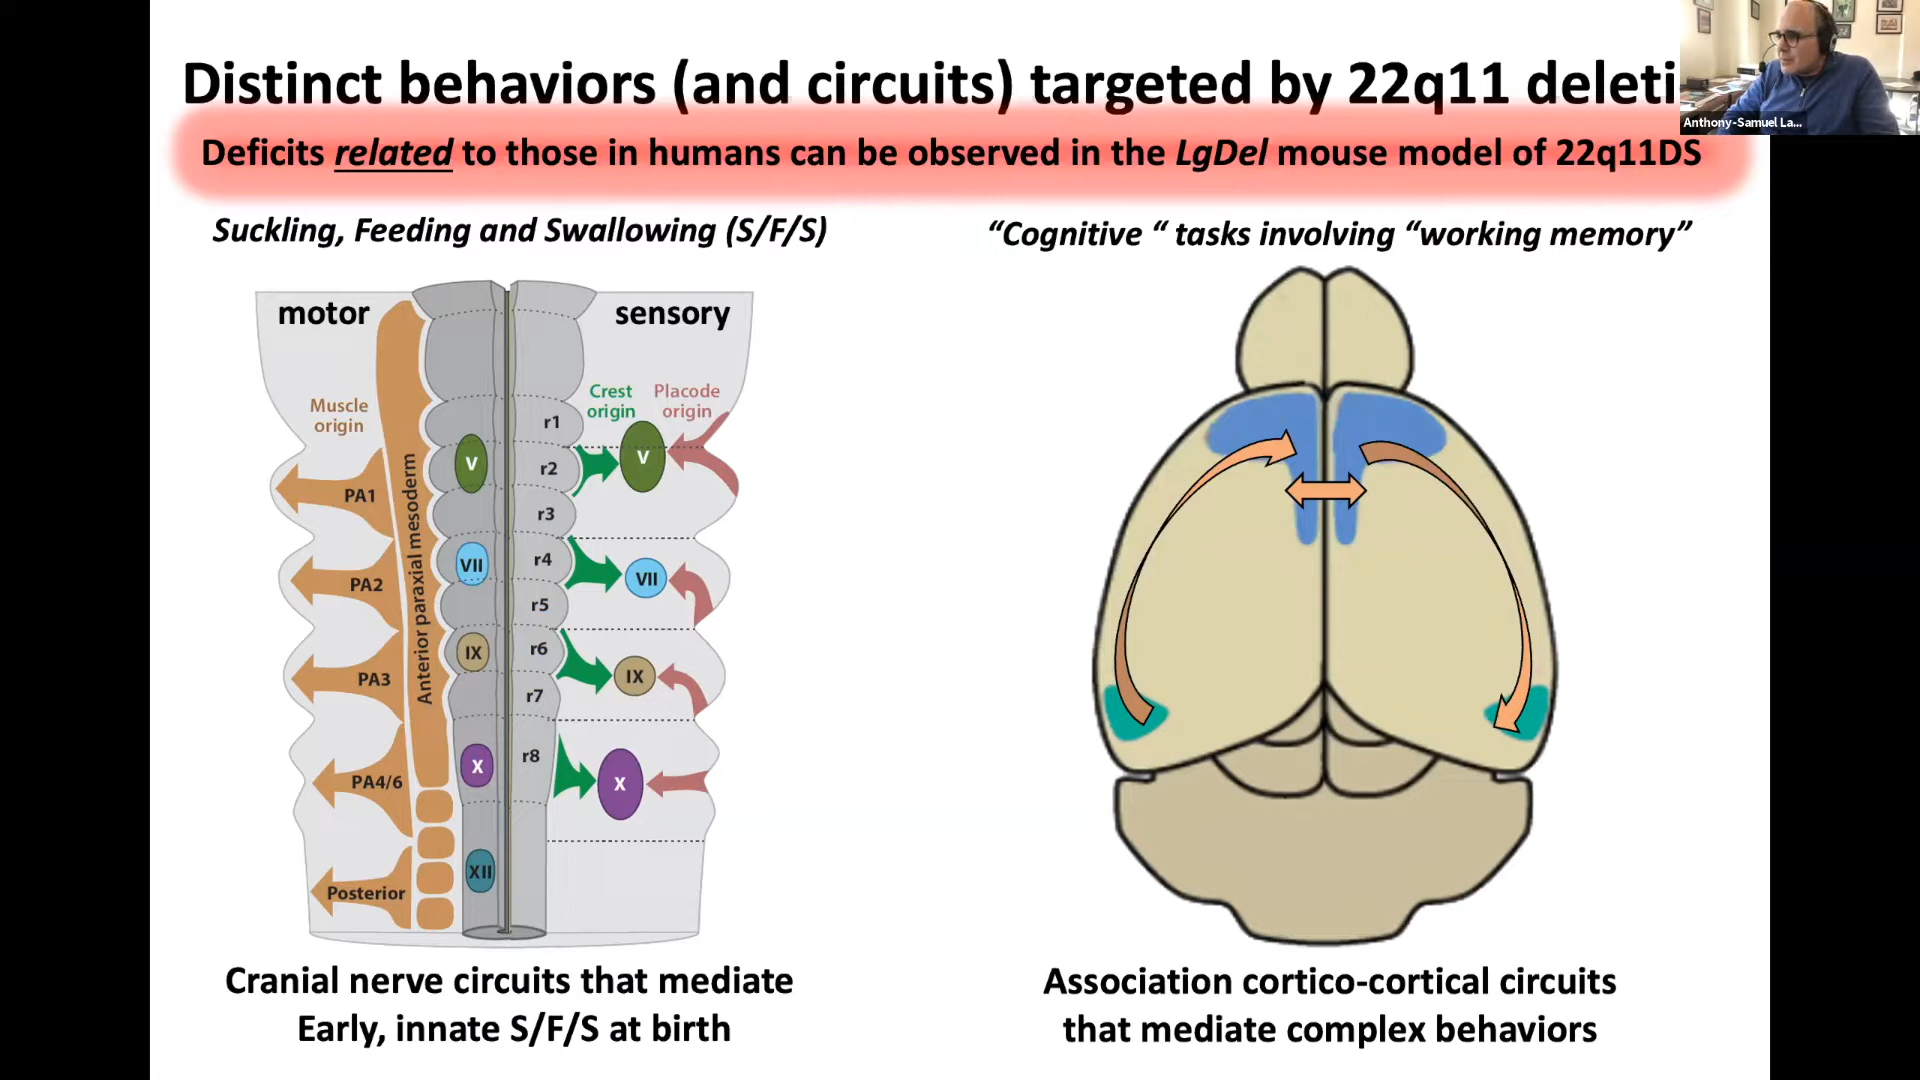 Distinct behaviors (and circuits) targeted by 22q11 deleti
Anthony-Samuel La...
Deficits related to those in humans can be observed in the LgDel mouse model of 22q11DS
Suckling, Feeding and Swallowing (S/F/S)
motor
sensory
Muscle
origin
Crest
origin
Placode
origin
Anterior paraxial mesoderm
PA1
PA2
PA3
PA4/6
Posterior
V
VII
IX
X
XII
r1
r2
r3
r4
r5
r6
r7
r8
V
VII
IX
X
Cranial nerve circuits that mediate
Early, innate S/F/S at birth
“Cognitive “ tasks involving “working memory”
Association cortico-cortical circuits
that mediate complex behaviors